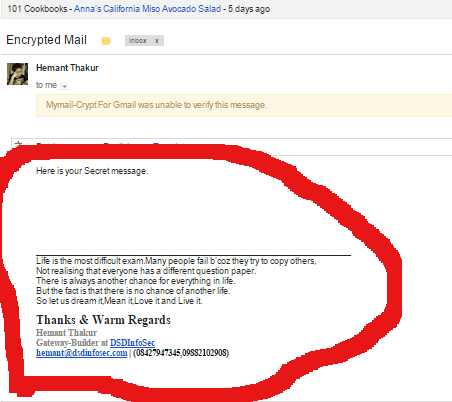 101 Cookbooks - Anna's California Miso Avocado Salad - 5 days ago
Encrypted Mail
Inbox x
Hemant Thakur
to me
Mymail-Crypt For Gmail was unable to verify this message.
Here is your Secret message.
Life is the most difficult exam.Many people fail b'coz they try to copy others,
Not realising that everyone has a different question paper.
There is always another chance for everything in life.
But the fact is that there is no chance of another life.
So let us dream it,Mean it,Love it and Live it.
Thanks & Warm Regards
Hemant Thakur
Gateway-Builder at DSDInfoSec
hemant@dsdinfosec.com | (08427947345,09882102908)